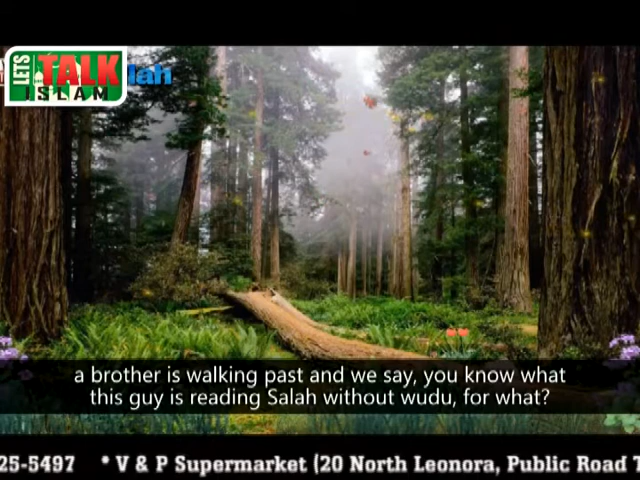 LETS
TALK
ISLAM
lah
a brother is walking past and we say, you know what
this guy is reading Salah without wudu, for what?
25-5497 * V & P Supermarket (20 North Leonora, Public Road T